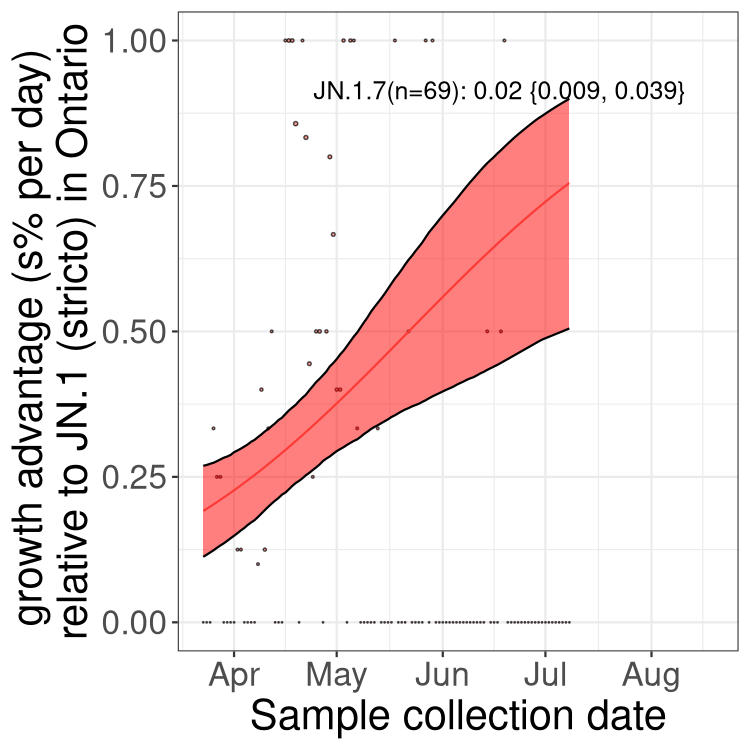 growth advantage (s% per day)
relative to JN.1 (stricto) in Ontario
1.00
0.75
0.50
0.25
0.00
JN.1.7(n=69): 0.02 {0.009, 0.039}
Apr May Jun Jul Aug
Sample collection date